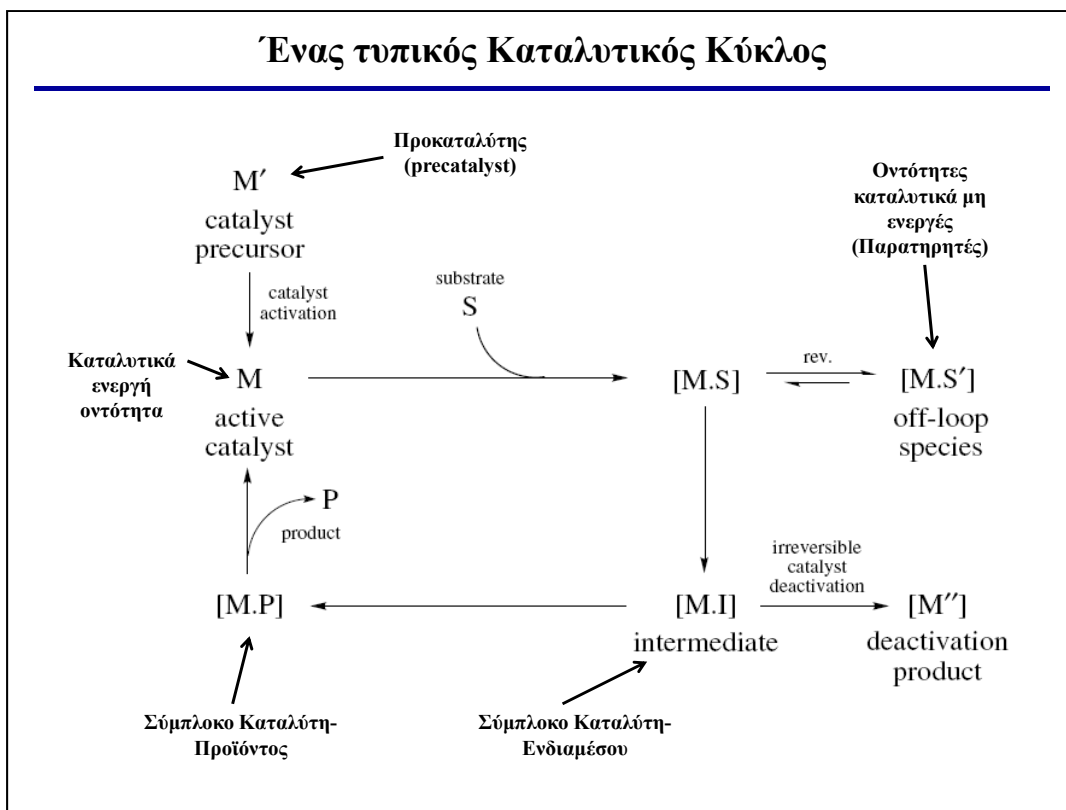 Ένας τυπικός Καταλυτικός Κύκλος
Προκαταλύτης
(precatalyst)
M′
catalyst
precursor
Οντότητες
καταλυτικά μη
ενεργές
(Παρατηρητές)
catalyst
activation
substrate
S
Καταλυτικά
ενεργή
οντότητα
M
active
catalyst
[M.S]
rev.
[M.S′]
off-loop
species
P
product
[M.P]
[M.I]
intermediate
irreversible
catalyst
deactivation
[M″]
deactivation
product
Σύμπλοκο Καταλύτη-
Προϊόντος
Σύμπλοκο Καταλύτη-
Ενδιαμέσου